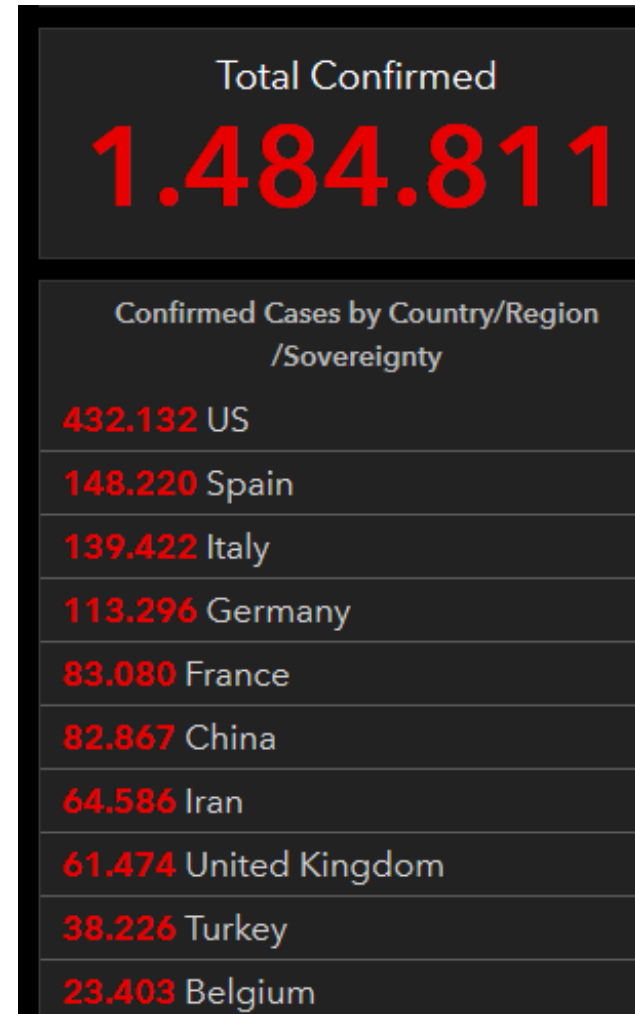 Total Confirmed
1.484.811
Confirmed Cases by Country/Region
/Sovereignty
432.132 US
148.220 Spain
139.422 Italy
113.296 Germany
83.080 France
82.867 China
64.586 Iran
61.474 United Kingdom
38.226 Turkey
23.403 Belgium